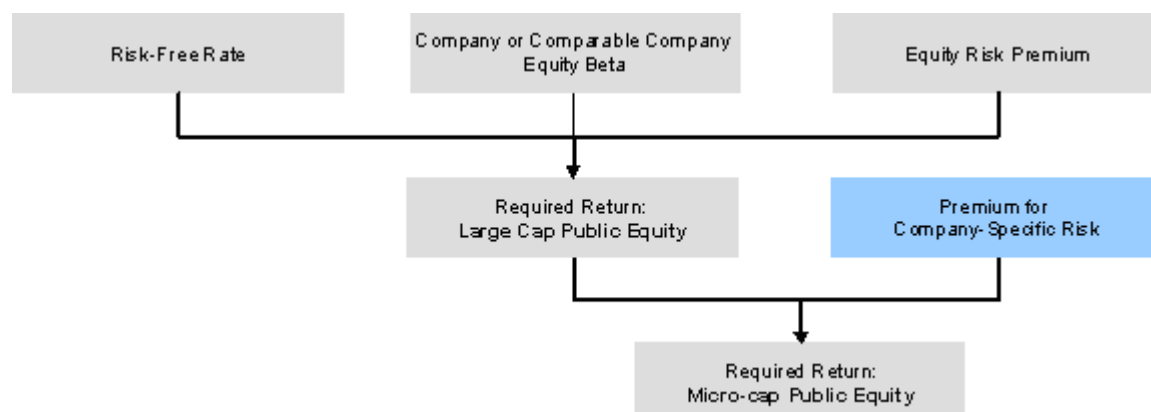 Risk-Free Rate
Company or Comparable Company
Equity Beta
Equity Risk Premium
Required Return:
Large Cap Public Equity
Premium for
Company-Specific Risk
Required Return:
Micro-cap Public Equity